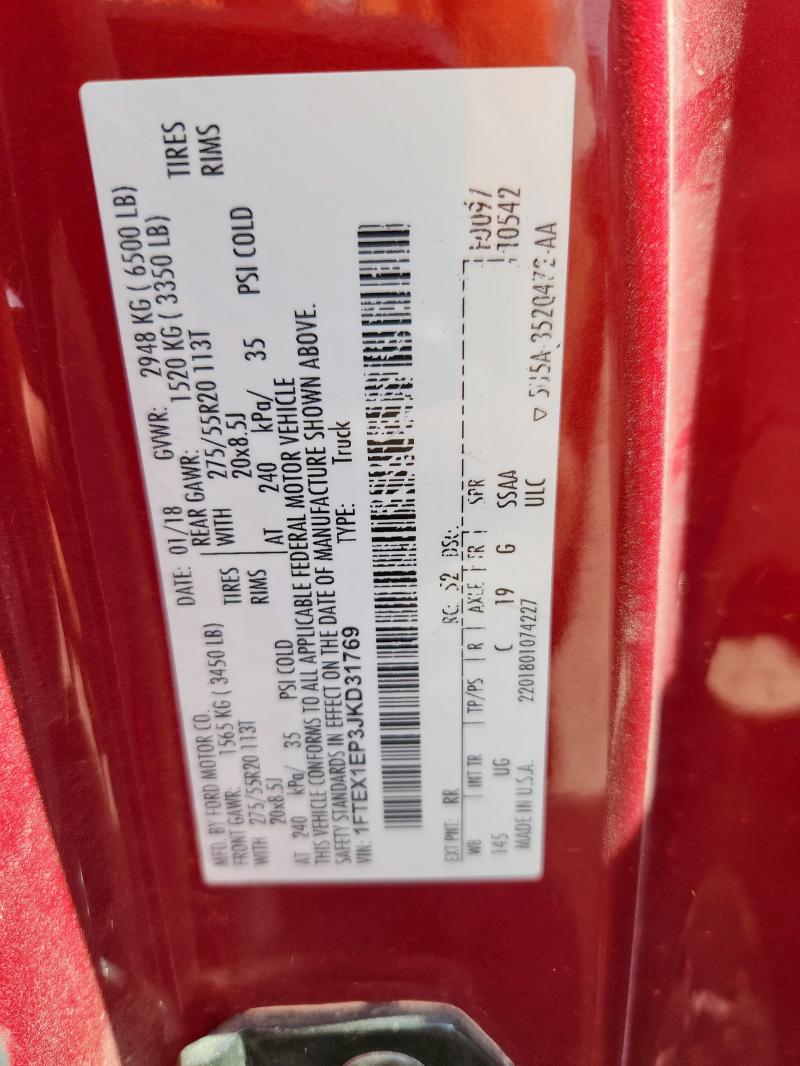 MFD. BY FORD MOTOR CO.
DATE: 01/18 GVWR: 2948 KG ( 6500 LB)
FRONT GAWR: 1565 KG ( 3450 LB) REAR GAWR: 1520 KG ( 3350 LB)
WITH 275/55R20 113T TIRES WITH 275/55R20 113T TIRES
20x8.5J RIMS 20x8.5J RIMS
AT 240 kPa/ 35 PSI COLD AT 240 kPa/ 35 PSI COLD
THIS VEHICLE CONFORMS TO ALL APPLICABLE FEDERAL MOTOR VEHICLE
SAFETY STANDARDS IN EFFECT ON THE DATE OF MANUFACTURE SHOWN ABOVE.
VIN: 1FTEX1EP3JKD31769 TYPE: Truck
EXT PNT: RR RC: 52 DSO:
WB INT TR TP/PS R AXLE TR SPR
145 UG C 19 G SSAA 10542
MADE IN U.S.A. 2201801074227 ULC